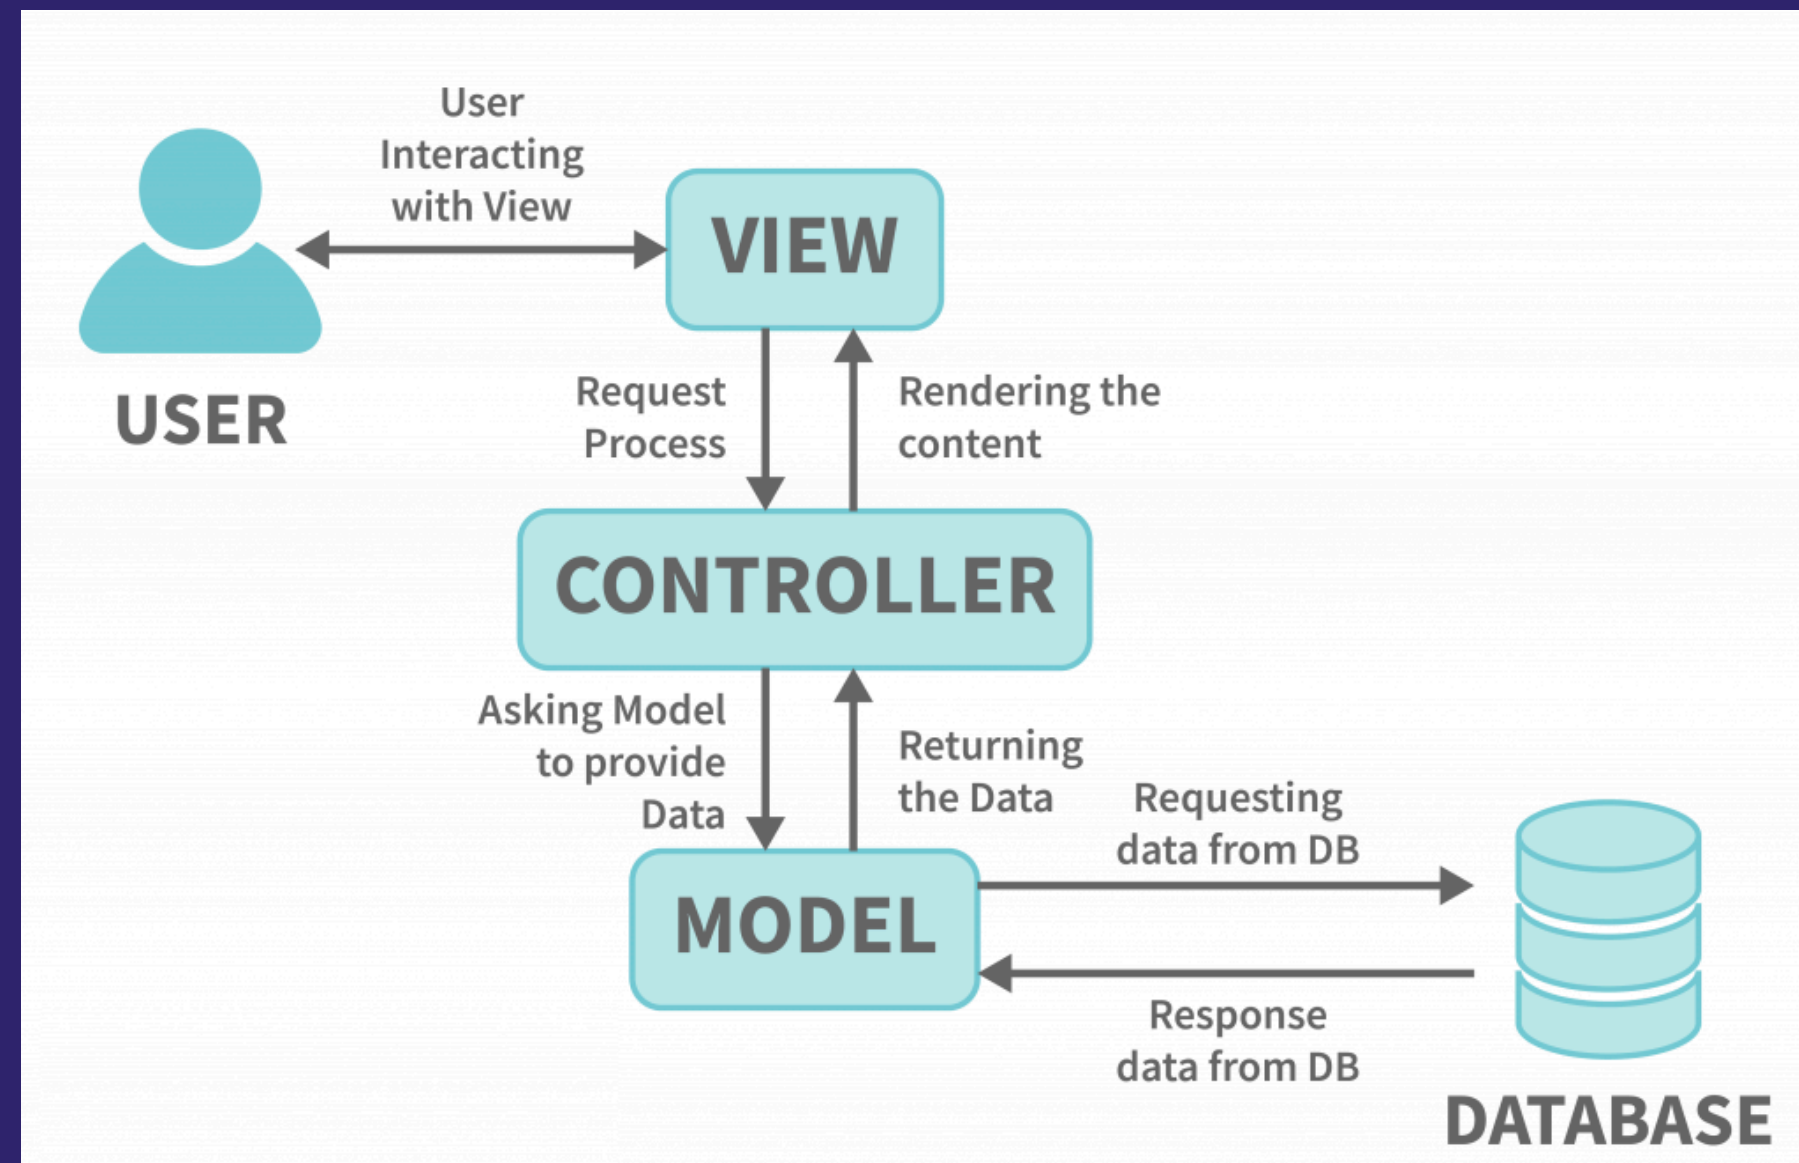 User
Interacting
with View
VIEW
USER
Request
Process
Rendering the
content
CONTROLLER
Asking Model
to provide
Data
Returning
the Data
Requesting
data from DB
MODEL
Response
data from DB
DATABASE